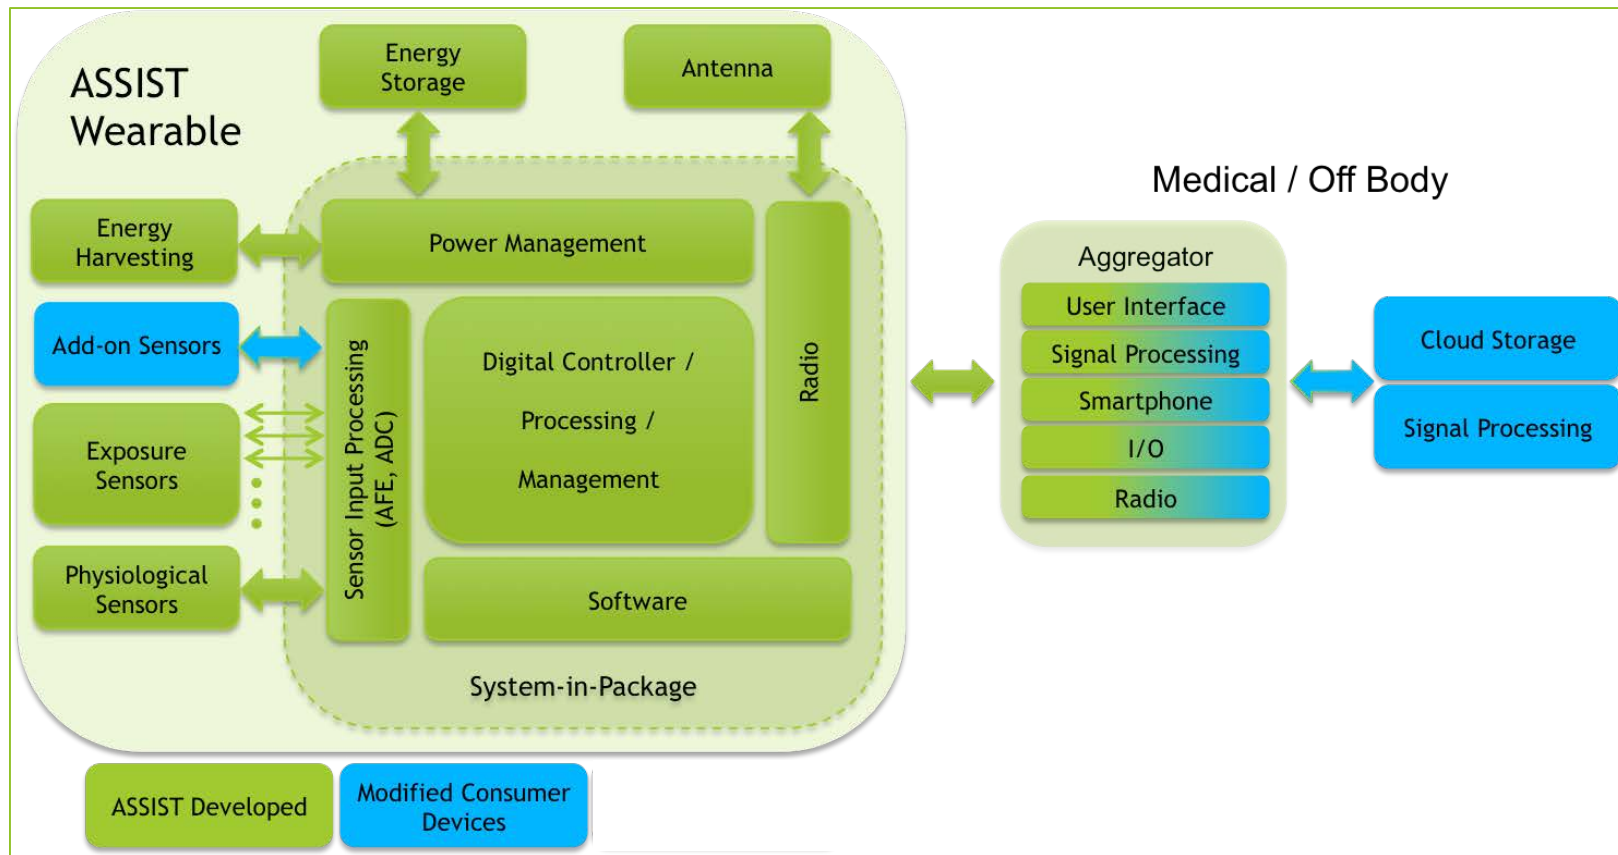 ASSIST
Wearable
Energy
Storage
Antenna
Medical / Off Body
Energy
Harvesting
Power Management
Add-on Sensors
Exposure
Sensors
Physiological
Sensors
Sensor Input Processing
(AFE, ADC)
Digital Controller /
Processing /
Management
Radio
Software
System-in-Package
Aggregator
User Interface
Signal Processing
Smartphone
I/O
Radio
Cloud Storage
Signal Processing
ASSIST Developed
Modified Consumer
Devices